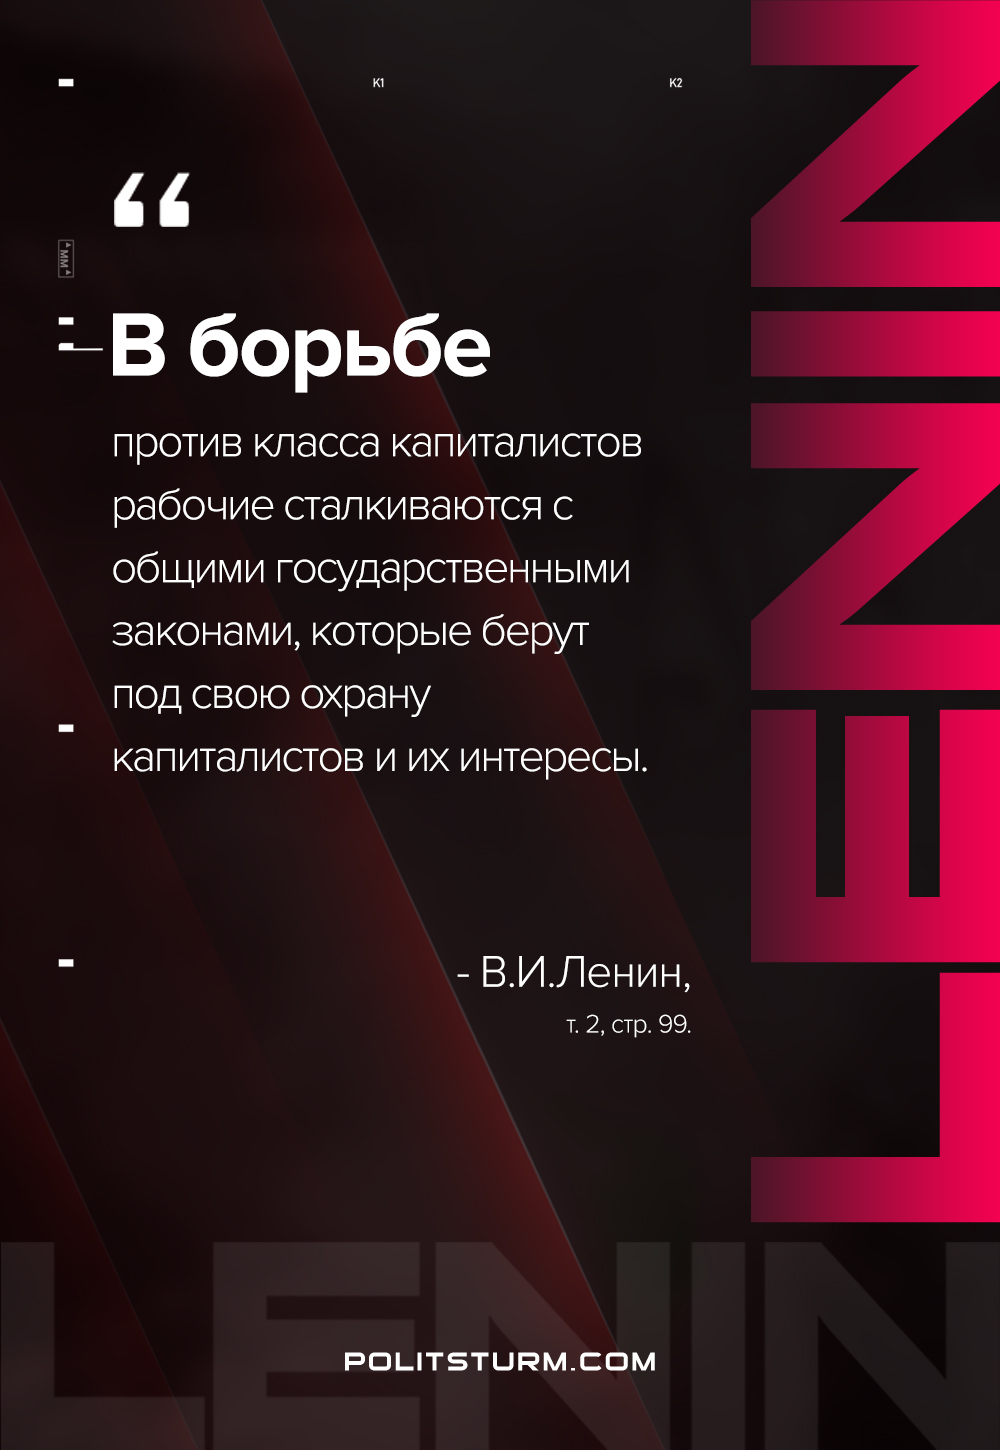 K1
K2
“
MM
В борьбе
против класса капиталистов
рабочие сталкиваются с
общими государственными
законами, которые берут
под свою охрану
капиталистов и их интересы.
- В.И.Ленин,
т. 2, стр. 99.
LENIN
LENIN
POLITSTURM.COM